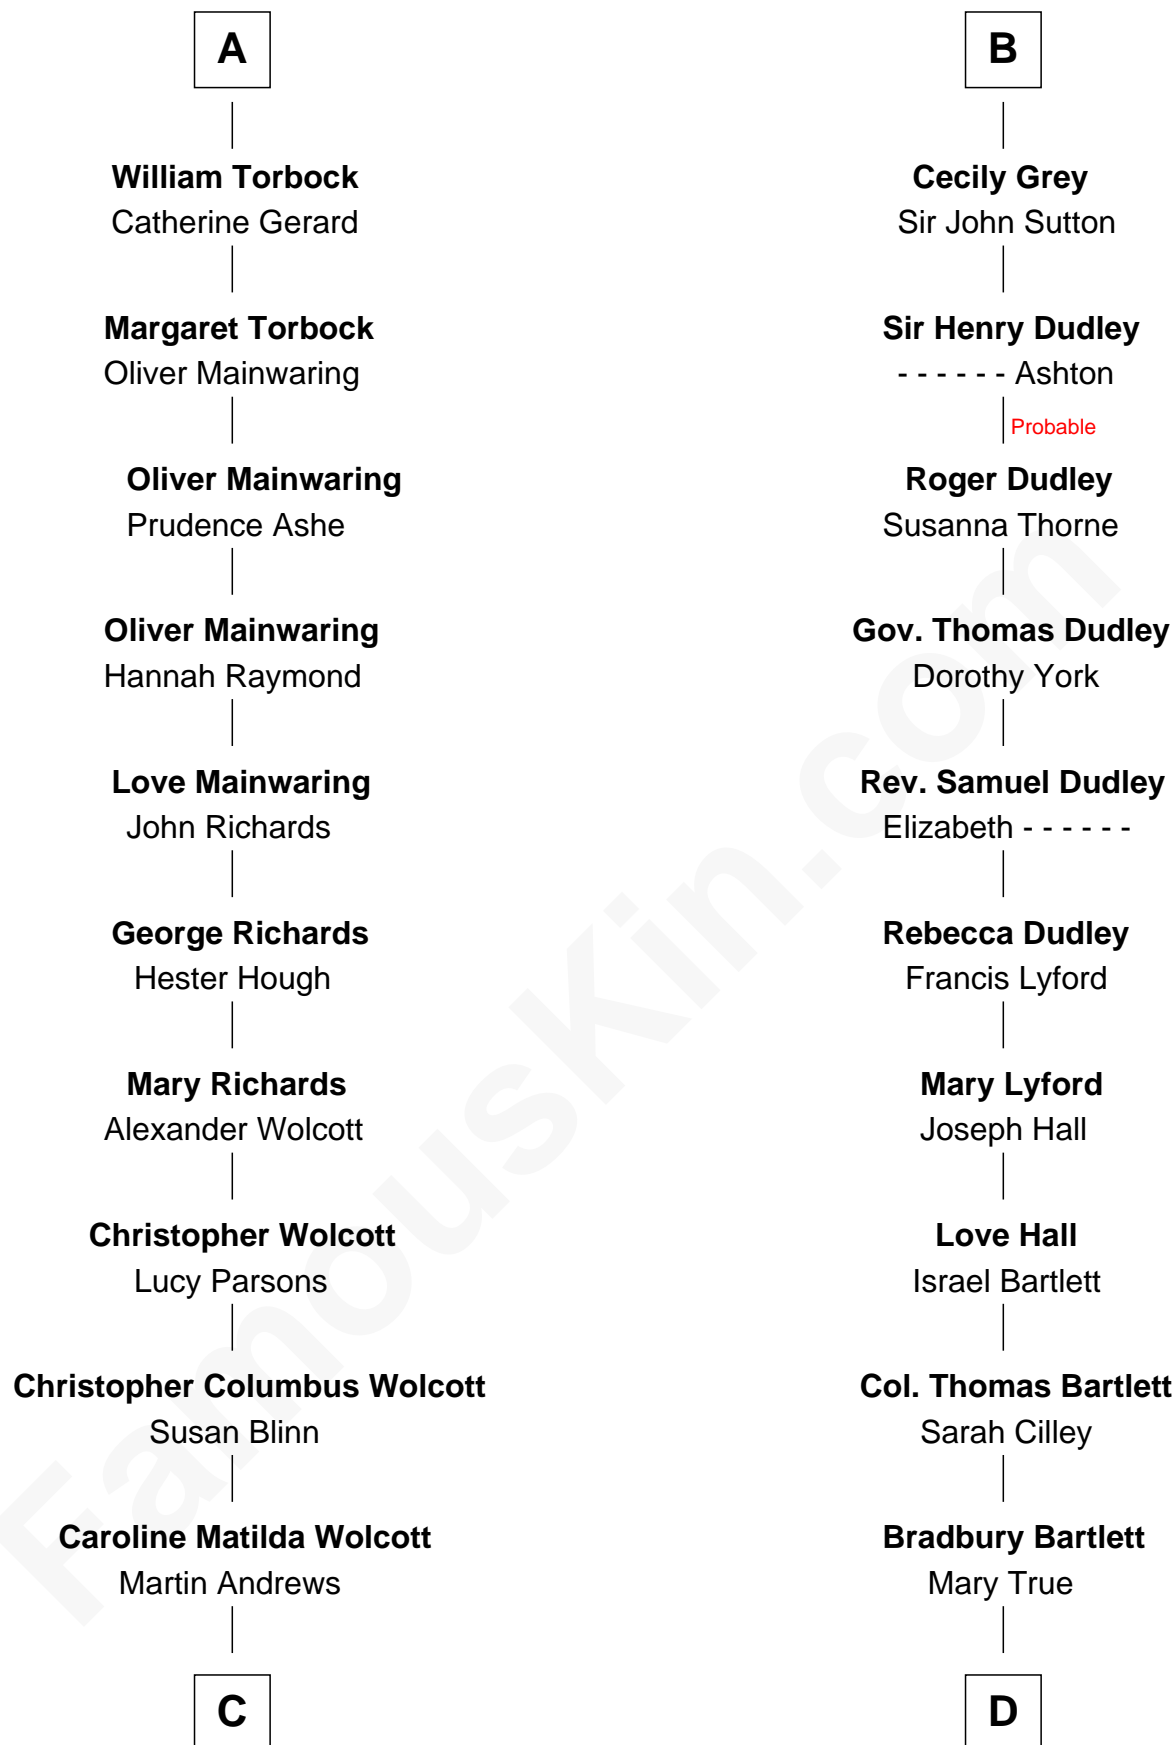 A
William Torbock
Catherine Gerard
Margaret Torbock
Oliver Mainwaring
Oliver Mainwaring
Prudence Ashe
Oliver Mainwaring
Hannah Raymond
Love Mainwaring
John Richards
George Richards
Hester Hough
Mary Richards
Alexander Wolcott
Christopher Wolcott
Lucy Parsons
Christopher Columbus Wolcott
Susan Blinn
Caroline Matilda Wolcott
Martin Andrews
C
B
Cecily Grey
Sir John Sutton
Sir Henry Dudley
- - - - - - Ashton
Probable
Roger Dudley
Susanna Thorne
Gov. Thomas Dudley
Dorothy York
Rev. Samuel Dudley
Elizabeth - - - - - -
Rebecca Dudley
Francis Lyford
Mary Lyford
Joseph Hall
Love Hall
Israel Bartlett
Col. Thomas Bartlett
Sarah Cilley
Bradbury Bartlett
Mary True
D
FamousKin.com